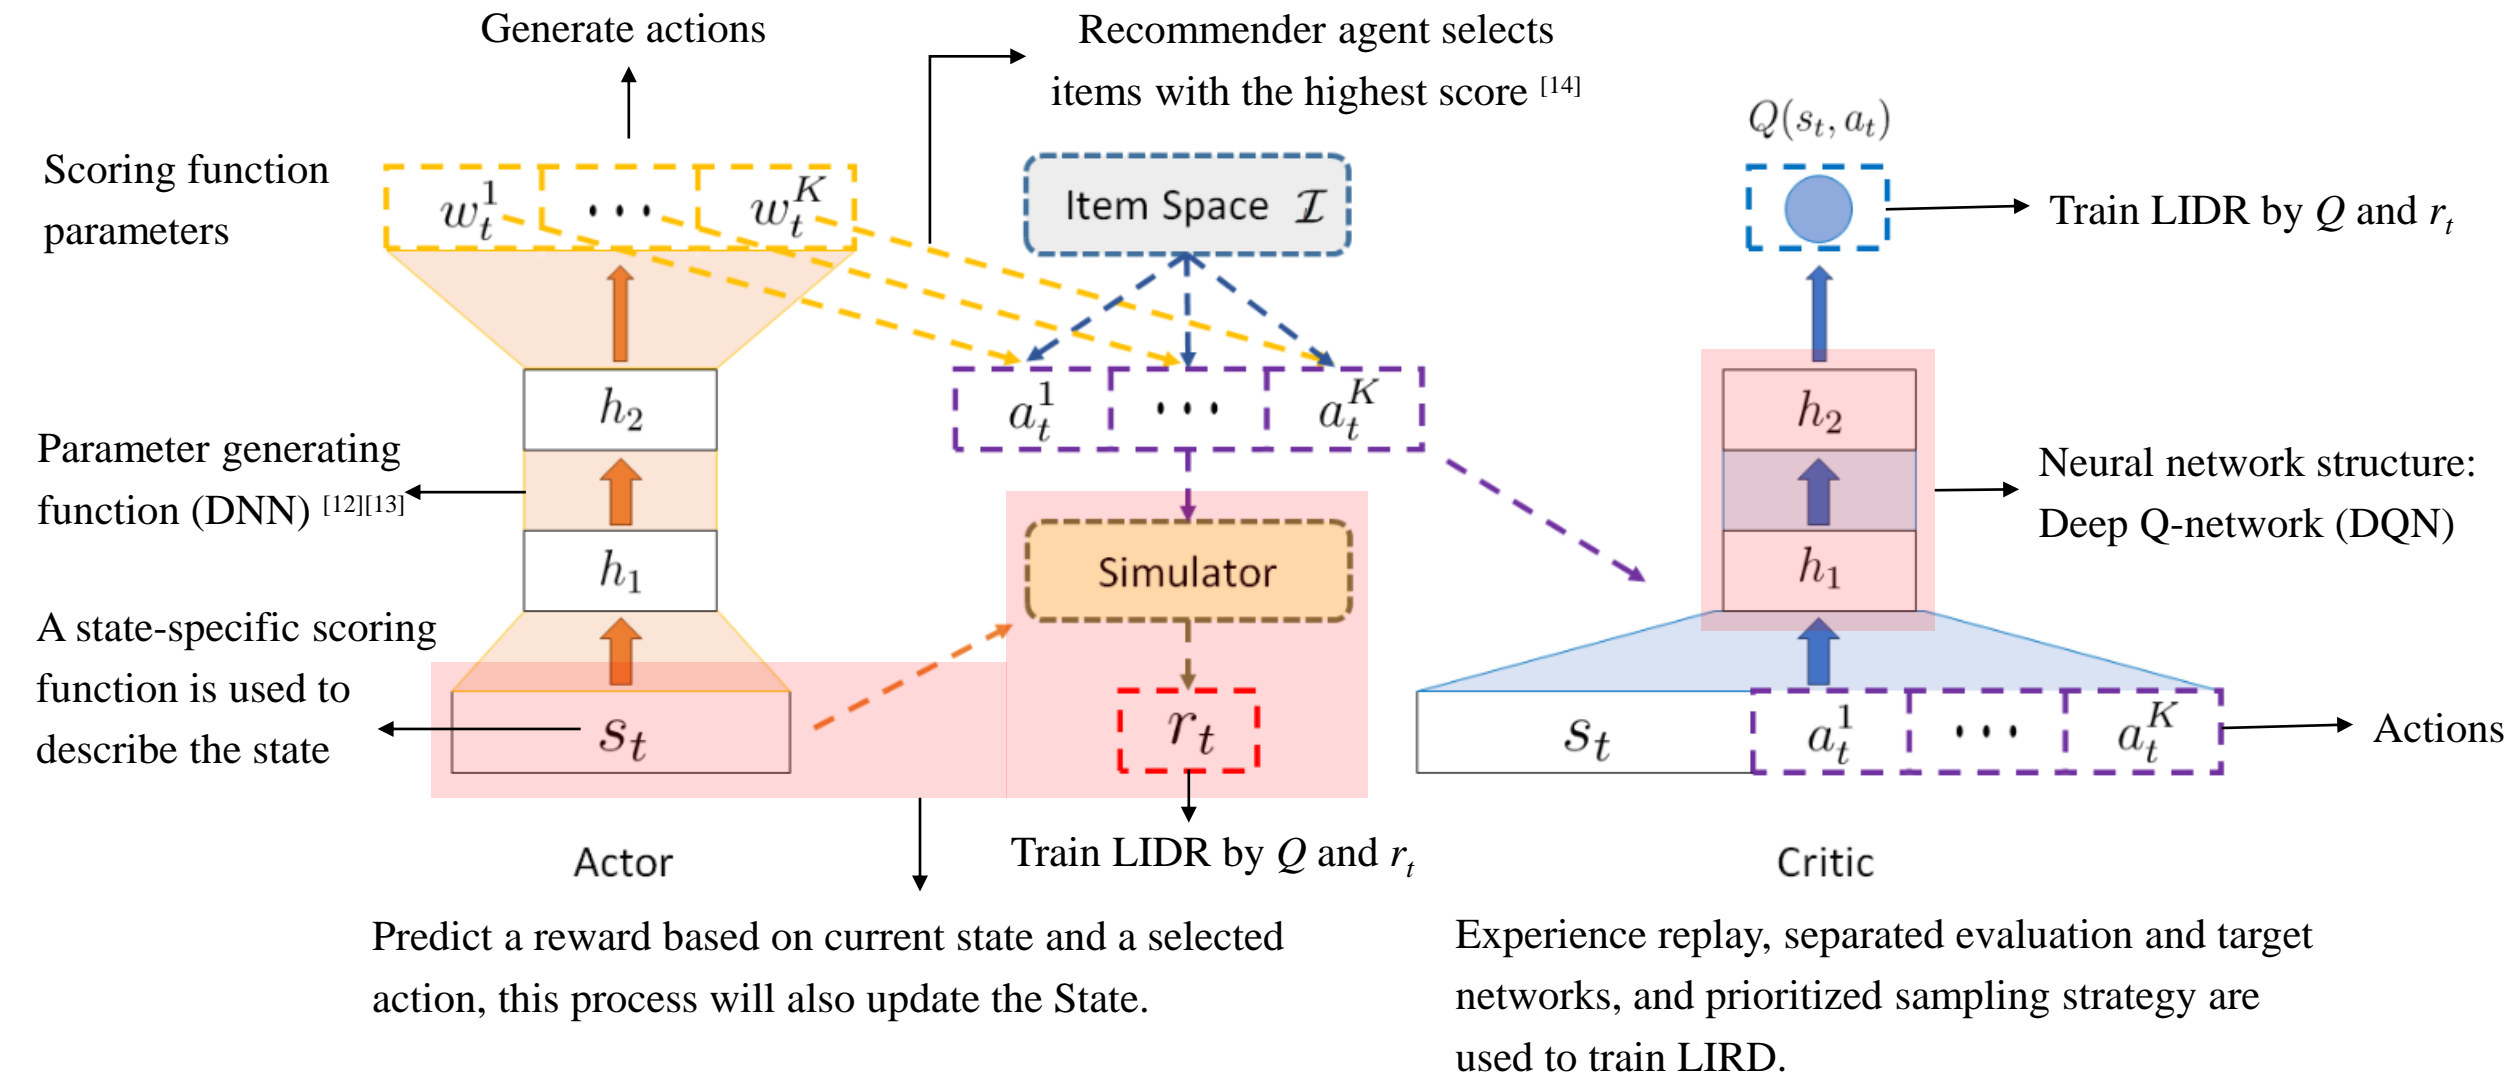 Generate actions
Recommender agent selects
items with the highest score [14]
Scoring function
parameters
w_t^1 ··· w_t^K
Item Space 𝓘
Q(s_t, a_t)
Train LIDR by Q and r_t
h_2
a_t^1 ··· a_t^K
h_2
Parameter generating
function (DNN) [12][13]
Neural network structure:
Deep Q-network (DQN)
h_1
Simulator
h_1
A state-specific scoring
function is used to
describe the state
s_t
r_t
s_t a_t^1 ··· a_t^K
Actions
Train LIDR by Q and r_t
Actor
Critic
Predict a reward based on current state and a selected
action, this process will also update the State.
Experience replay, separated evaluation and target
networks, and prioritized sampling strategy are
used to train LIRD.